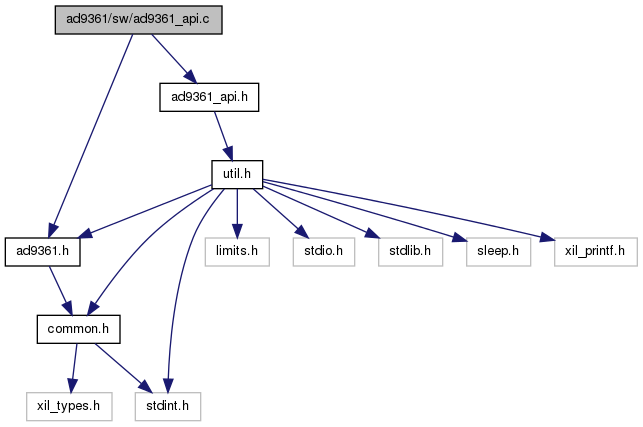 ad9361/sw/ad9361_api.c
ad9361_api.h
util.h
ad9361.h
limits.h
stdio.h
stdlib.h
sleep.h
xil_printf.h
common.h
xil_types.h
stdint.h